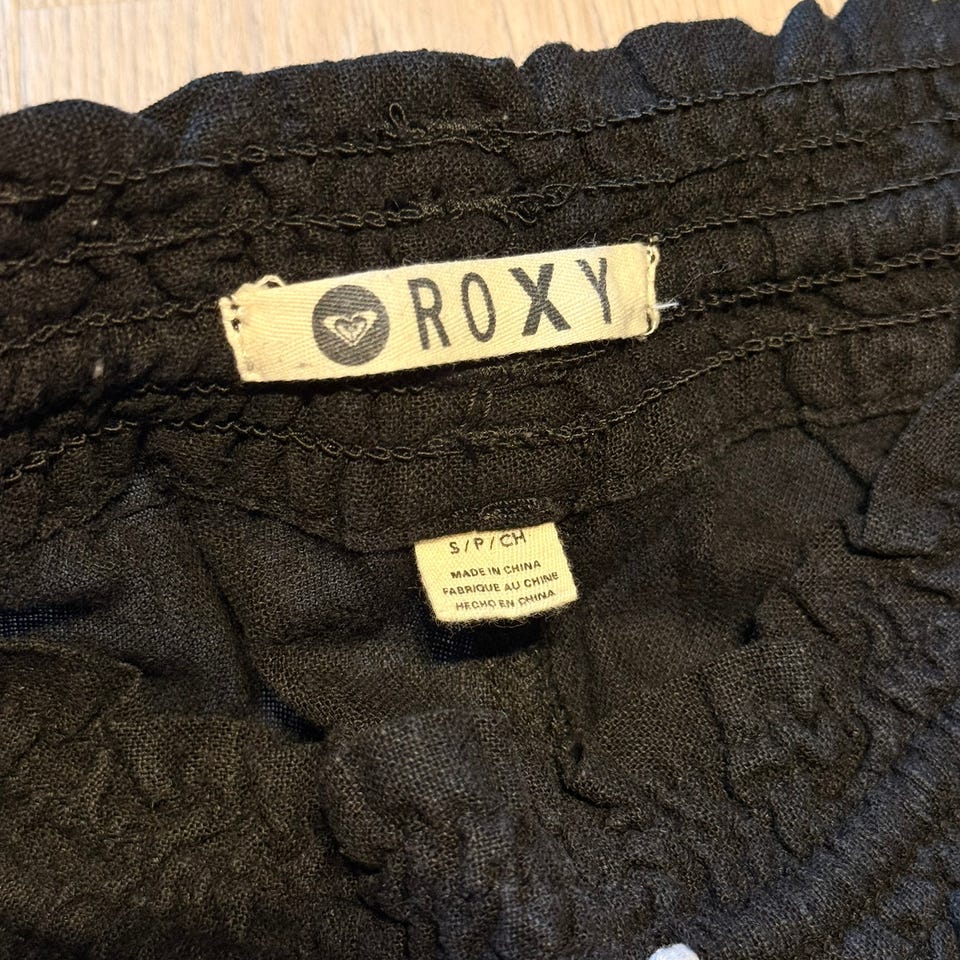 ROXY
S/P/CH
MADE IN CHINA
FABRIQUE AU CHINE
HECHO EN CHINA